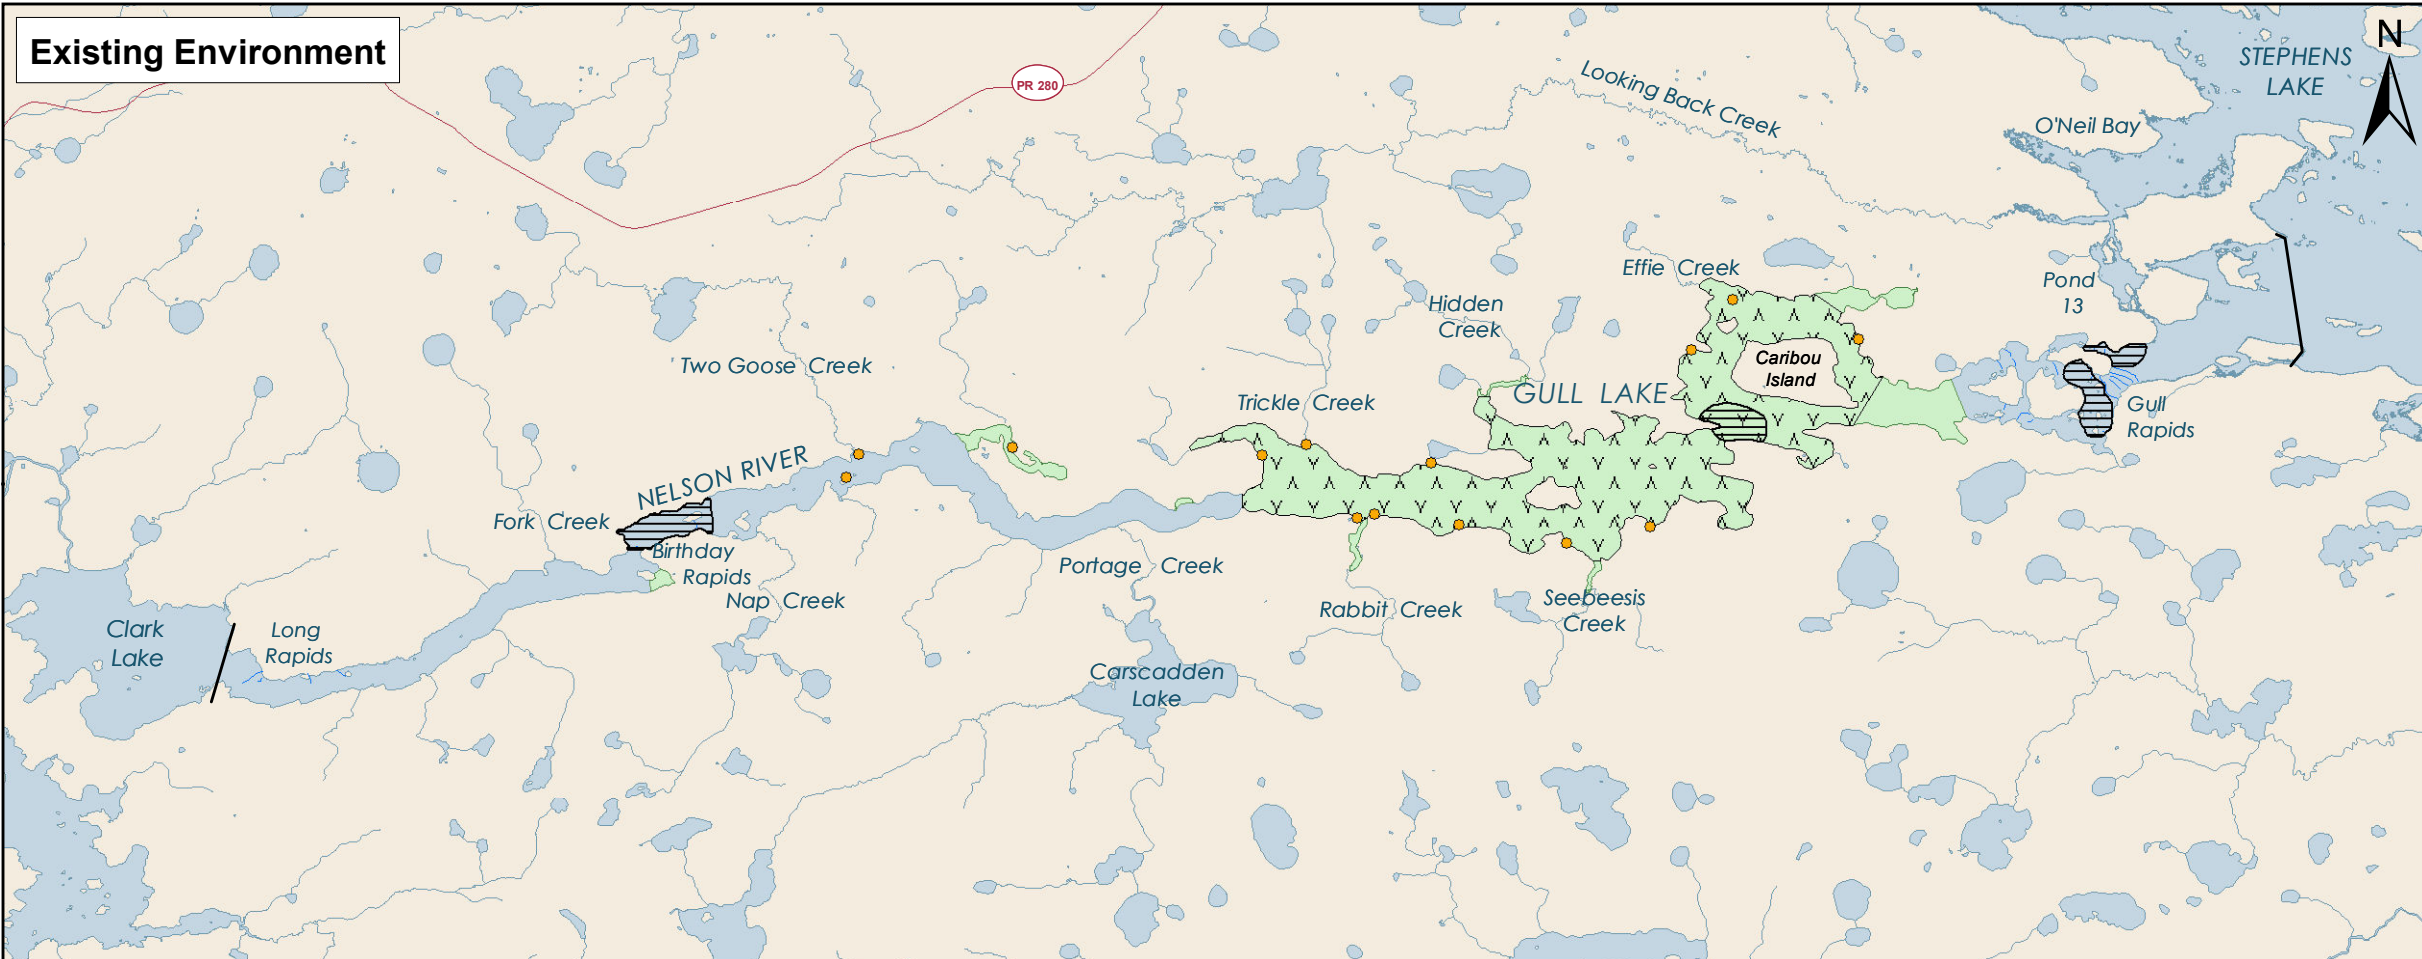 Existing Environment
N
STEPHENS
LAKE
PR 280
Looking Back Creek
O'Neil Bay
Effie Creek
Pond
13
Hidden
Creek
Caribou
Island
Two Goose Creek
GULL LAKE
Trickle Creek
Gull
Rapids
NELSON RIVER
Fork Creek
Birthday
Rapids
Nap Creek
Portage Creek
Rabbit Creek
Seebeesis
Creek
Clark
Lake
Long
Rapids
Carscadden
Lake